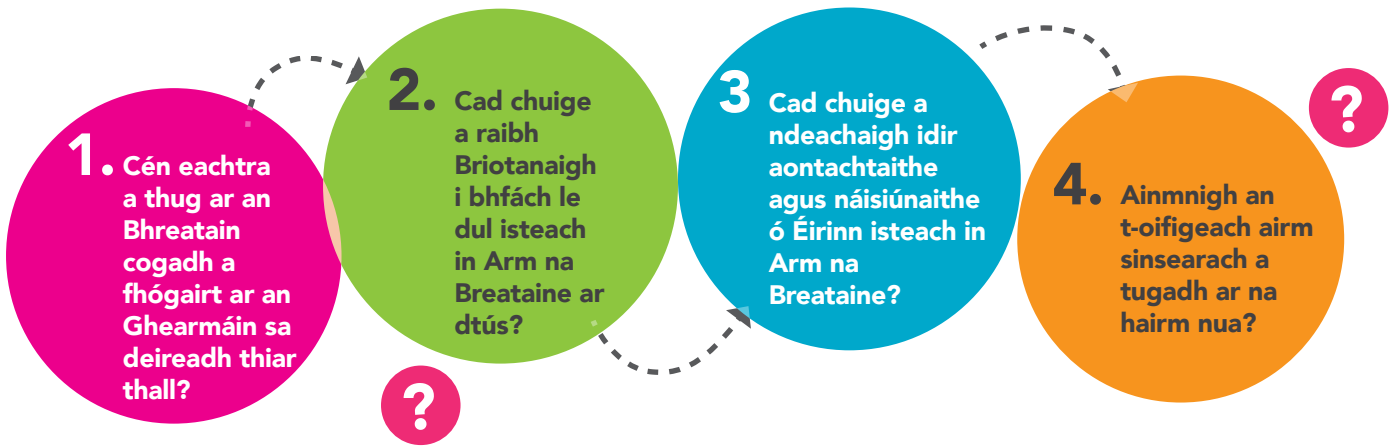 1. Cén eachtra
a thug ar an
Bhreatain
cogadh a
fhógairt ar an
Ghearmáin sa
deireadh thiar
thall?
2. Cad chuige
a raibh
Briotanaigh
i bhfách le
dul isteach
in Arm na
Breataine ar
dtús?
?
3 Cad chuige a
ndeachaigh idir
aontachtaithe
agus náisiúnaithe
ó Éirinn isteach in
Arm na
Breataine?
4. Ainmnigh an
t-oifigeach airm
sinsearach a
tugadh ar na
hairm nua?
?